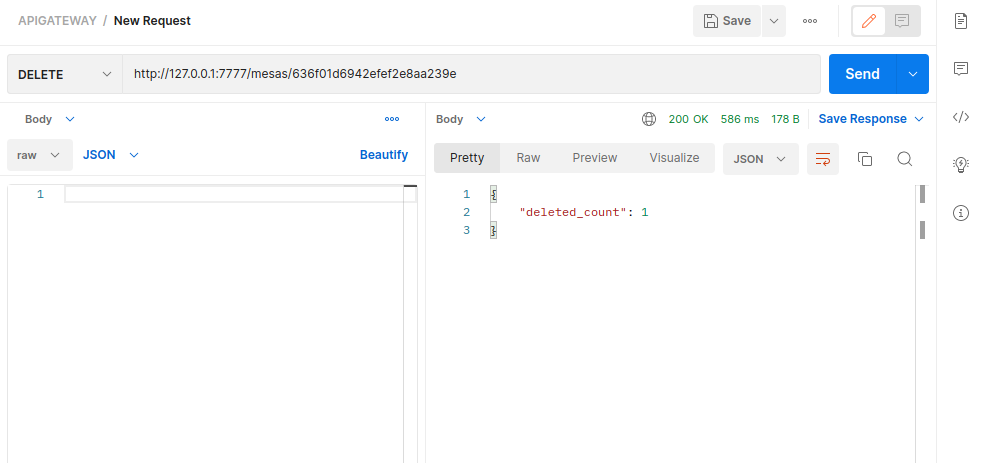 APIGATEWAY / New Request
Save
DELETE
http://127.0.0.1:7777/mesas/636f01d6942efef2e8aa239e
Send
Body
raw
JSON
Beautify
1
Body
200 OK 586 ms 178 B
Save Response
Pretty Raw Preview Visualize JSON
1 {
2 "deleted_count": 1
3 }